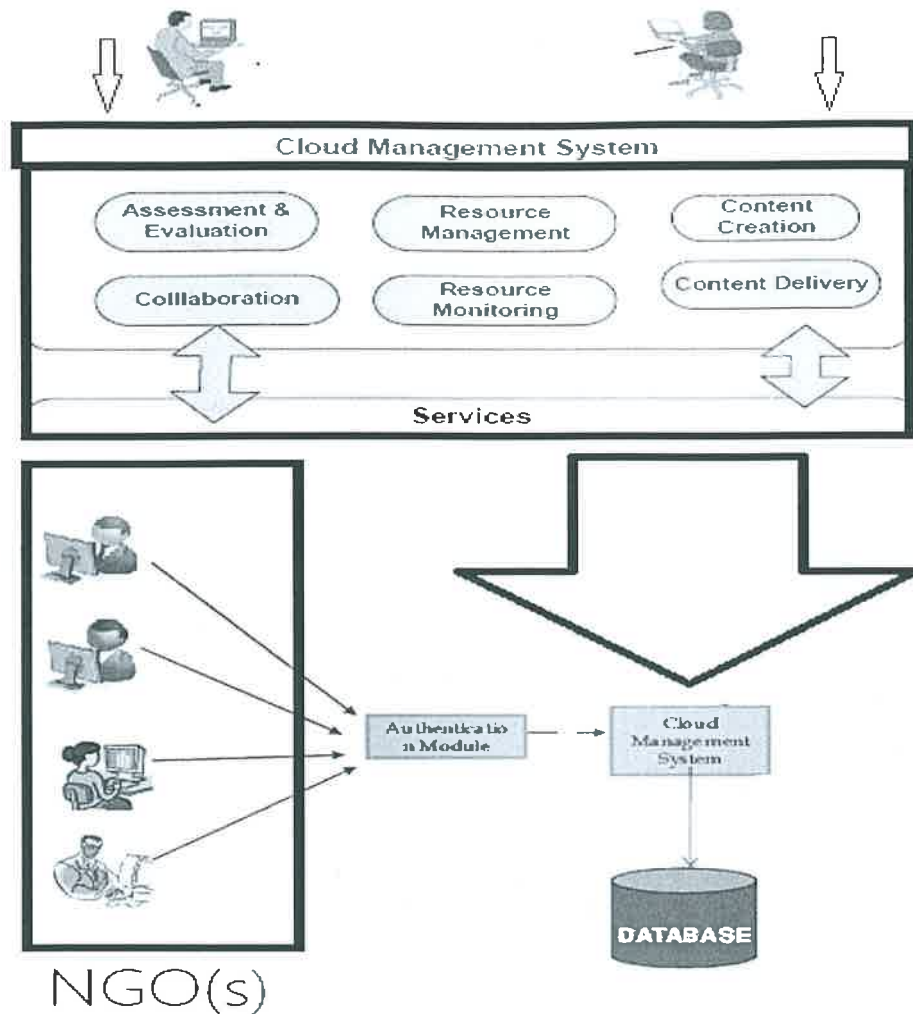 Cloud Management System
Assessment &
Evaluation
Resource
Management
Content
Creation
Colllaboration
Resource
Monitoring
Content Delivery
Services
Authenticatio
n Module
Cloud
Management
System
DATABASE
NGO(s)